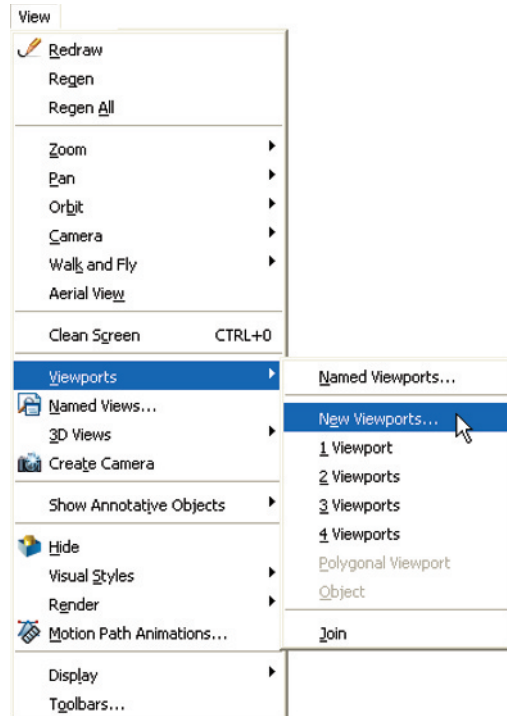 View
Redraw
Regen
Regen All
Zoom
Pan
Orbit
Camera
Walk and Fly
Aerial View
Clean Screen CTRL+0
Viewports
Named Views...
3D Views
Create Camera
Show Annotative Objects
Hide
Visual Styles
Render
Motion Path Animations...
Display
Toolbars...
Named Viewports...
New Viewports...
1 Viewport
2 Viewports
3 Viewports
4 Viewports
Polygonal Viewport
Object
Join